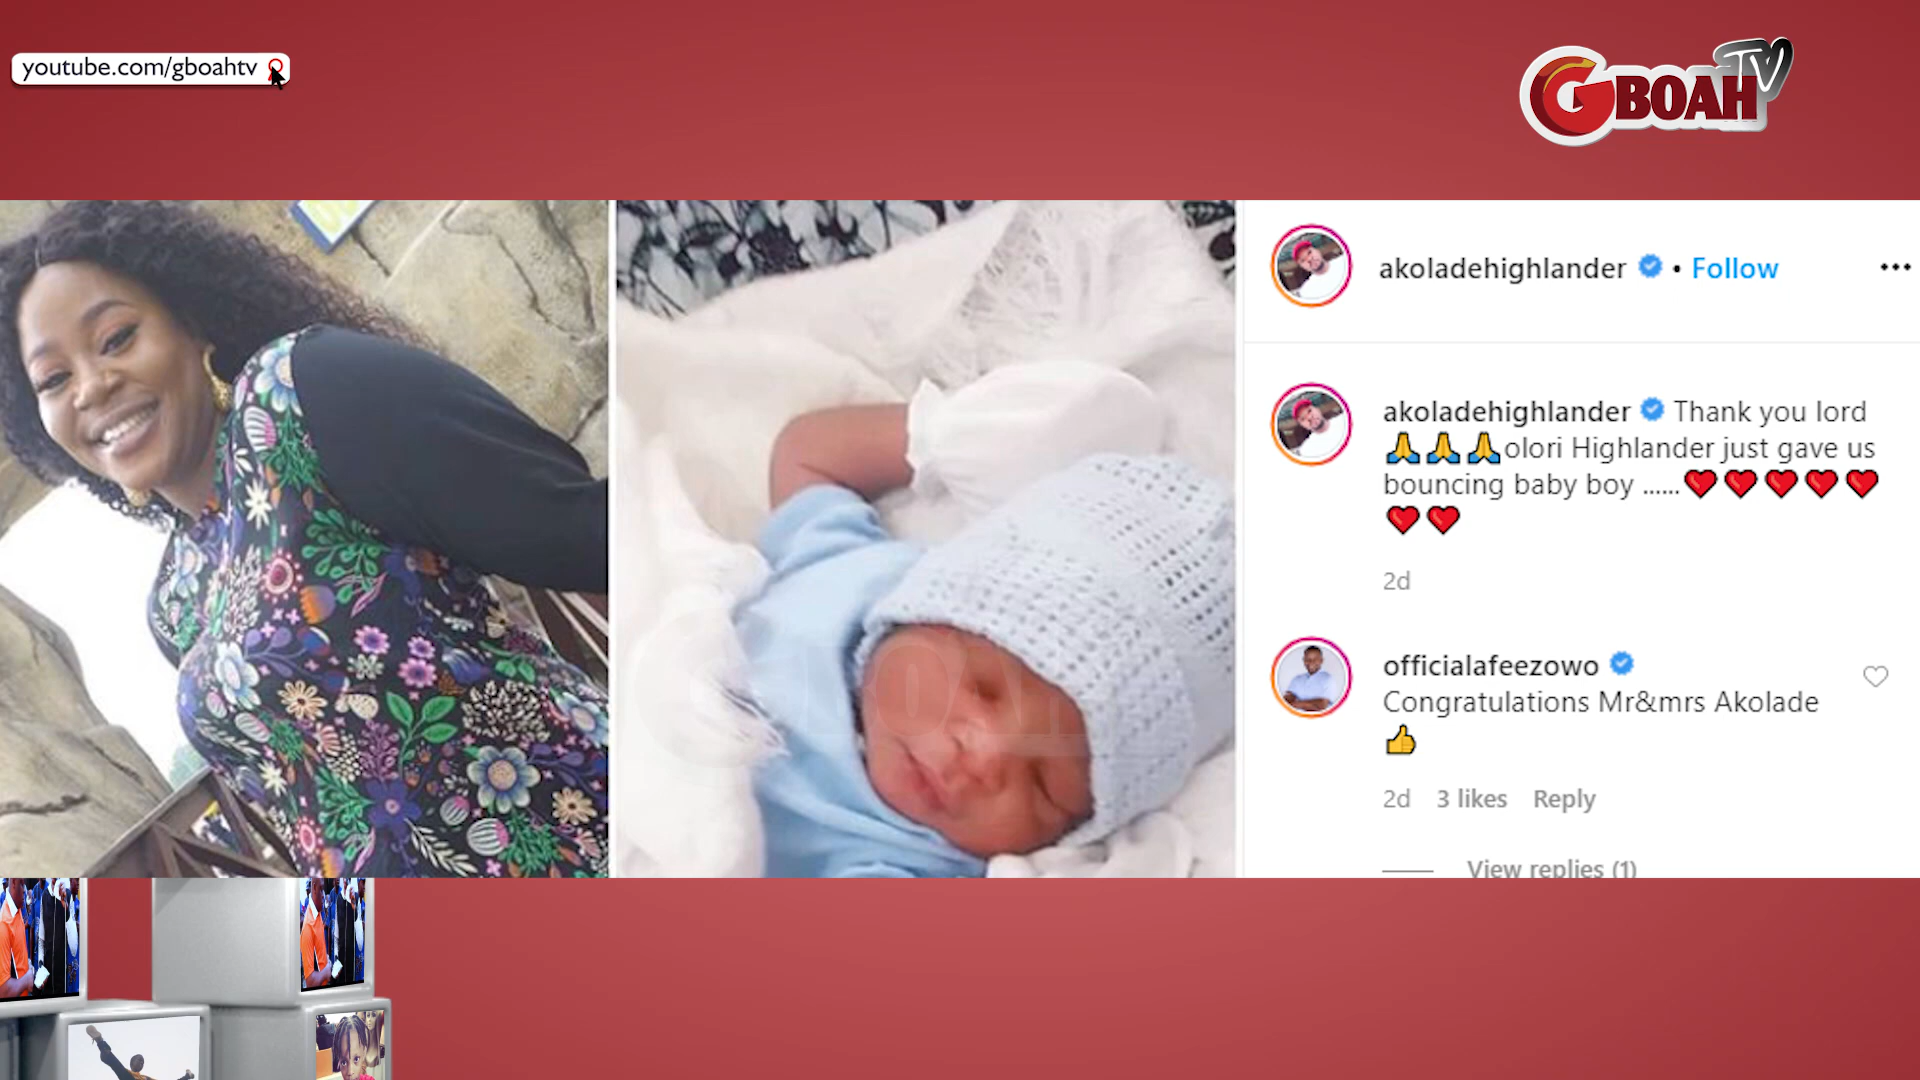 youtube.com/gboahtv
GBOAH TV
akoladehighlander • Follow •••
akoladehighlander Thank you lord
🙏🙏🙏olori Highlander just gave us
bouncing baby boy ......❤️❤️❤️❤️❤️
❤️❤️
2d
officialafeezowo
Congratulations Mr&mrs Akolade
👍
2d 3 likes Reply
View replies (1)
GBOAH